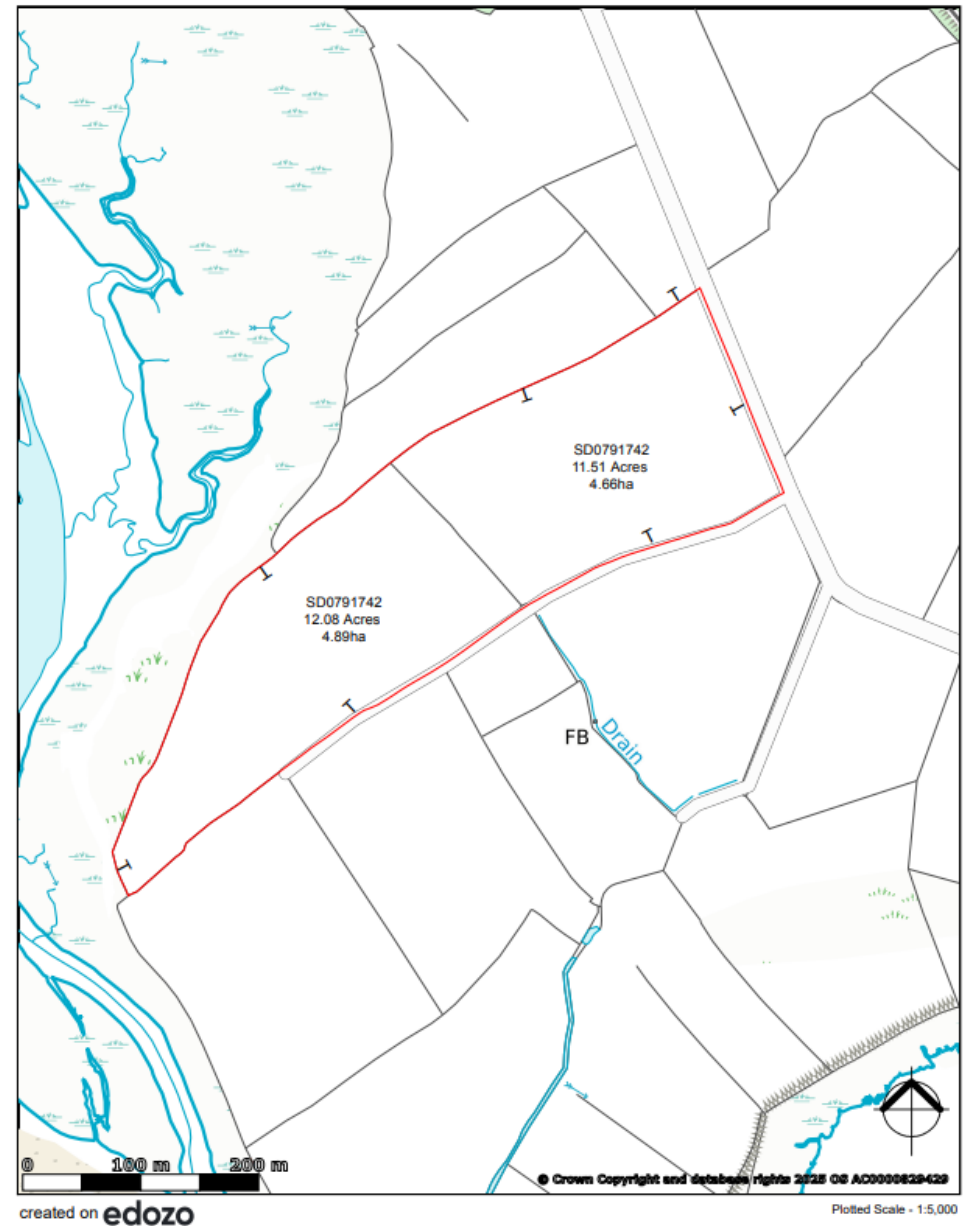 SD0791742
11.51 Acres
4.66ha
SD0791742
12.08 Acres
4.89ha
FB
Drain
0 100 m 200 m
© Crown Copyright and database rights 2025 OS AC0000829429
created on edozo
Plotted Scale - 1:5,000